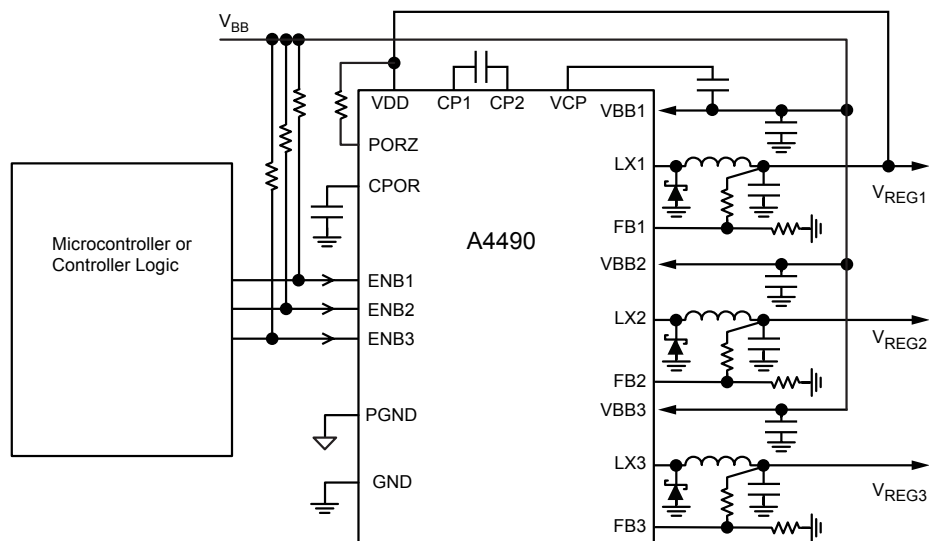 VBB
VDD
CP1
CP2
VCP
VBB1
PORZ
LX1
CPOR
VREG1
FB1
A4490
Microcontroller or
Controller Logic
VBB2
ENB1
ENB2
LX2
ENB3
VREG2
FB2
VBB3
PGND
LX3
GND
VREG3
FB3